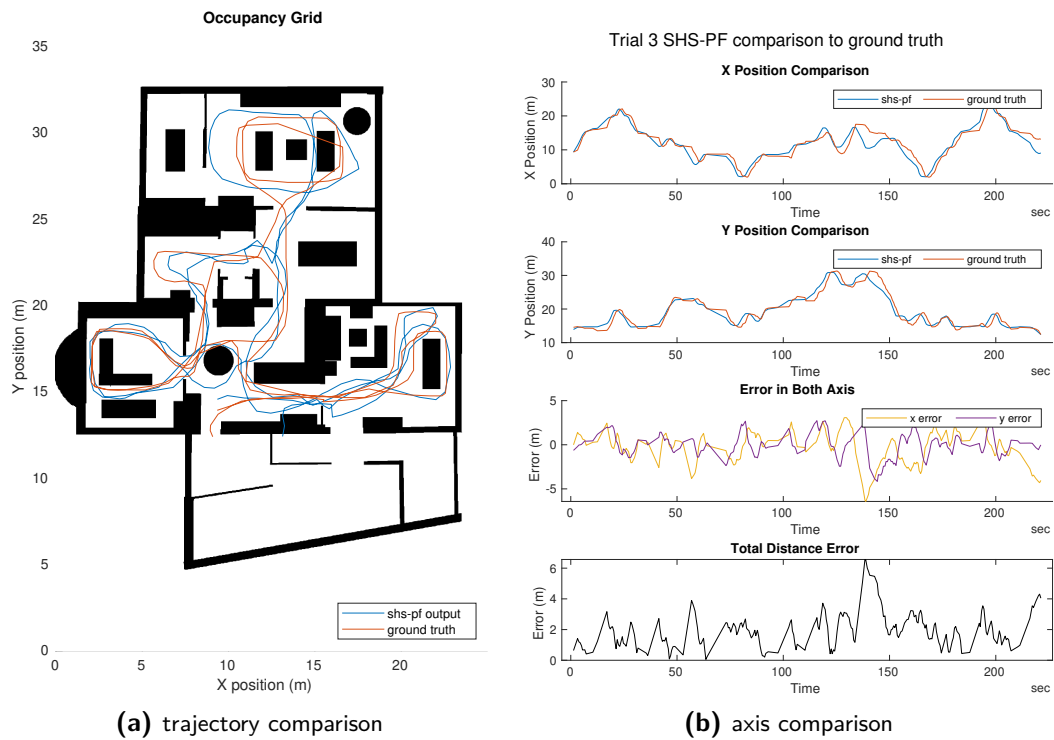 Occupancy Grid
35
30
25
20
15
10
5
0
Y position (m)
shs-pf output
ground truth
0 5 10 15 20
X position (m)
(a) trajectory comparison
Trial 3 SHS-PF comparison to ground truth
X Position Comparison
30
20
10
0
X Position (m)
shs-pf ground truth
0 50 100 150 200
Time sec
Y Position Comparison
40
30
20
10
Y Position (m)
shs-pf ground truth
0 50 100 150 200
Time sec
Error in Both Axis
5
0
-5
Error (m)
x error y error
0 50 100 150 200
Time sec
Total Distance Error
6
4
2
0
Error (m)
0 50 100 150 200
Time sec
(b) axis comparison